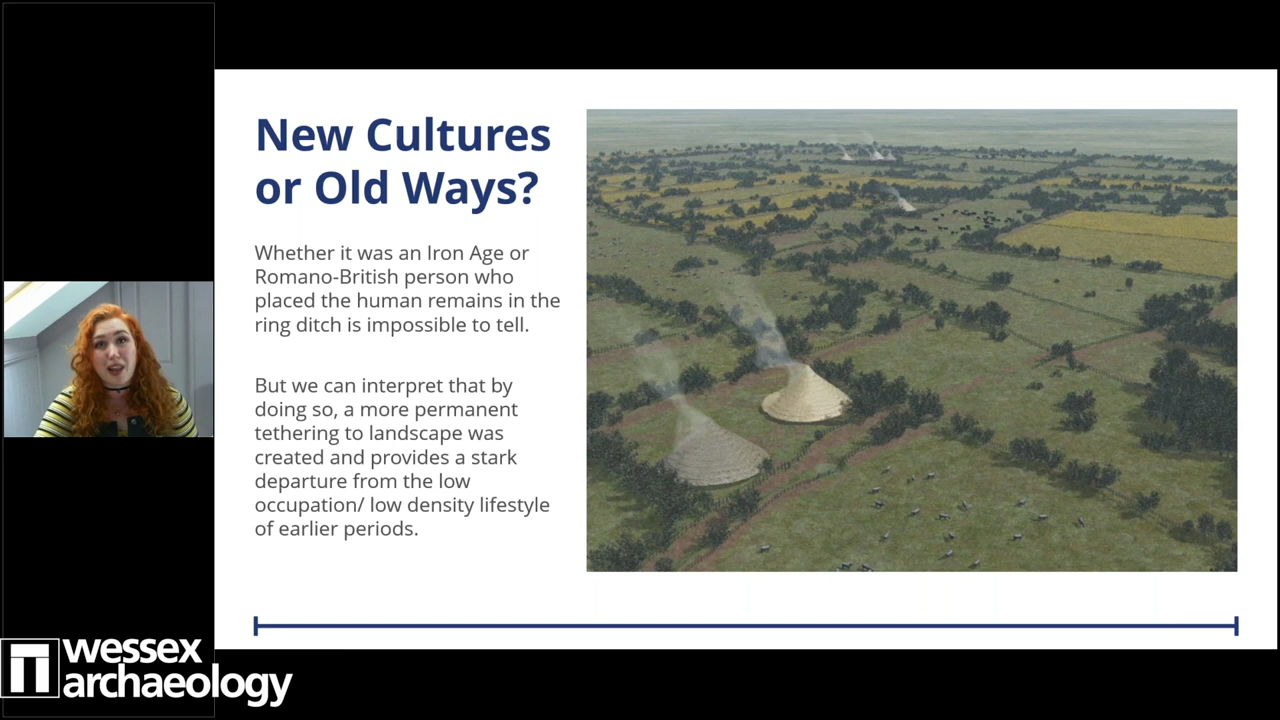 New Cultures
or Old Ways?
Whether it was an Iron Age or
Romano-British person who
placed the human remains in the
ring ditch is impossible to tell.
But we can interpret that by
doing so, a more permanent
tethering to landscape was
created and provides a stark
departure from the low
occupation/ low density lifestyle
of earlier periods.
wessex
archaeology